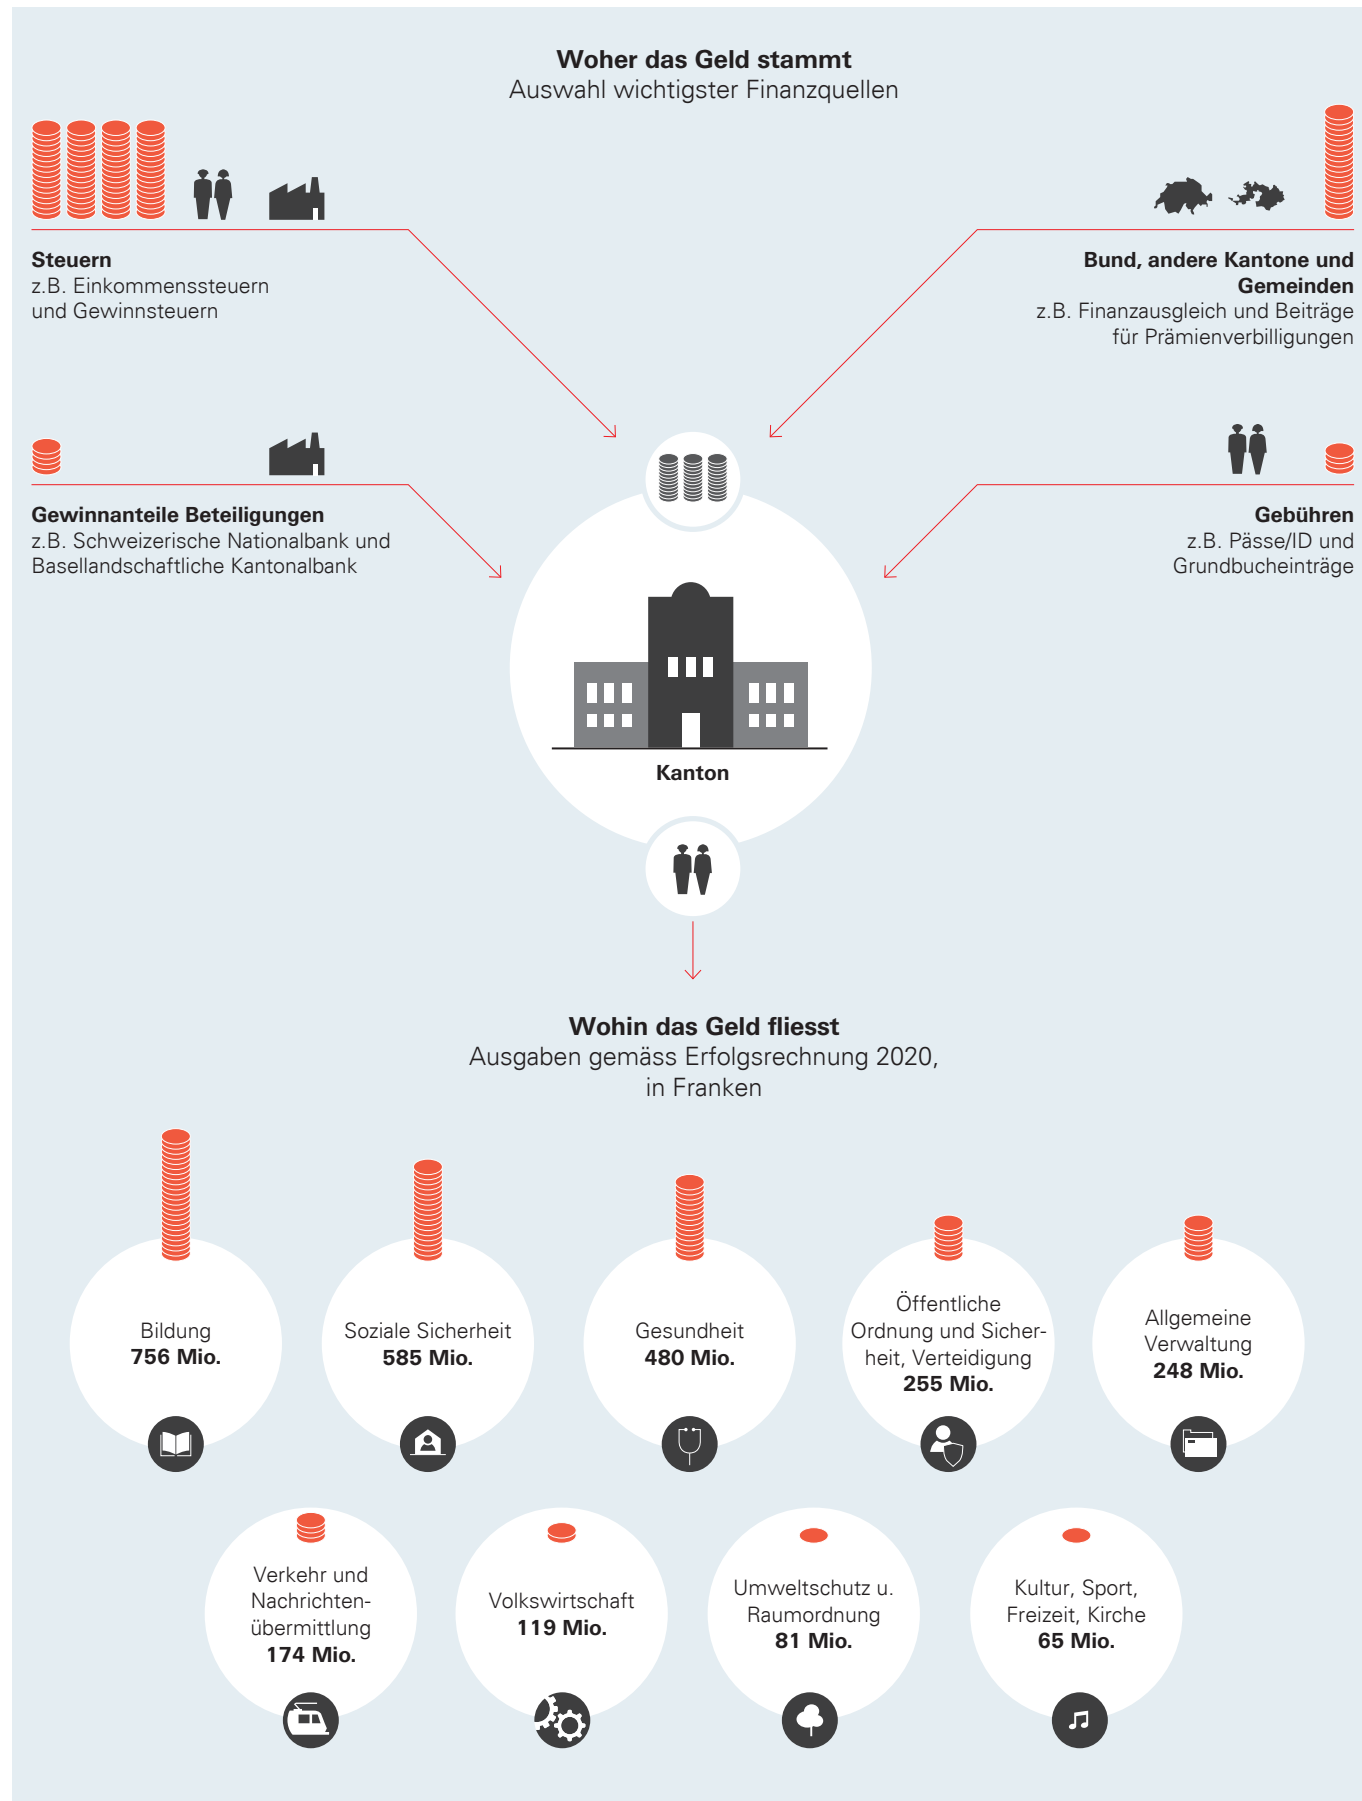 Woher das Geld stammt
Auswahl wichtigster Finanzquellen
Steuern
z.B. Einkommenssteuern
und Gewinnsteuern
Bund, andere Kantone und
Gemeinden
z.B. Finanzausgleich und Beiträge
für Prämienverbilligungen
Gewinnanteile Beteiligungen
z.B. Schweizerische Nationalbank und
Basellandschaftliche Kantonalbank
Gebühren
z.B. Pässe/ID und
Grundbucheinträge
Kanton
Wohin das Geld fliesst
Ausgaben gemäss Erfolgsrechnung 2020,
in Franken
Bildung
756 Mio.
Soziale Sicherheit
585 Mio.
Gesundheit
480 Mio.
Öffentliche
Ordnung und Sicher-
heit, Verteidigung
255 Mio.
Allgemeine
Verwaltung
248 Mio.
Verkehr und
Nachrichten-
übermittlung
174 Mio.
Volkswirtschaft
119 Mio.
Umweltschutz u.
Raumordnung
81 Mio.
Kultur, Sport,
Freizeit, Kirche
65 Mio.